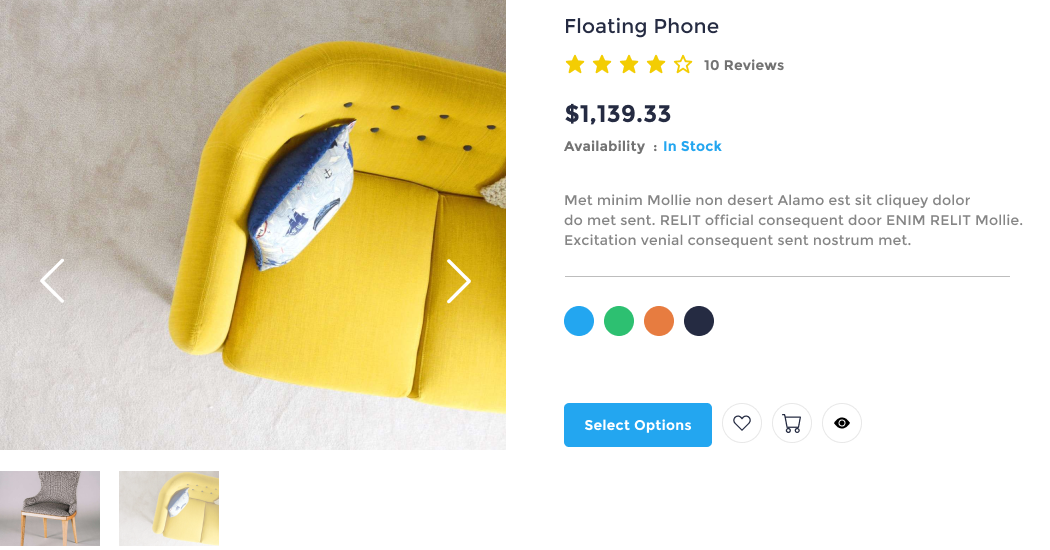 Floating Phone
10 Reviews
$1,139.33
Availability : In Stock
Met minim Mollie non desert Alamo est sit cliquey dolor
do met sent. RELIT official consequent door ENIM RELIT Mollie.
Excitation venial consequent sent nostrum met.
Select Options